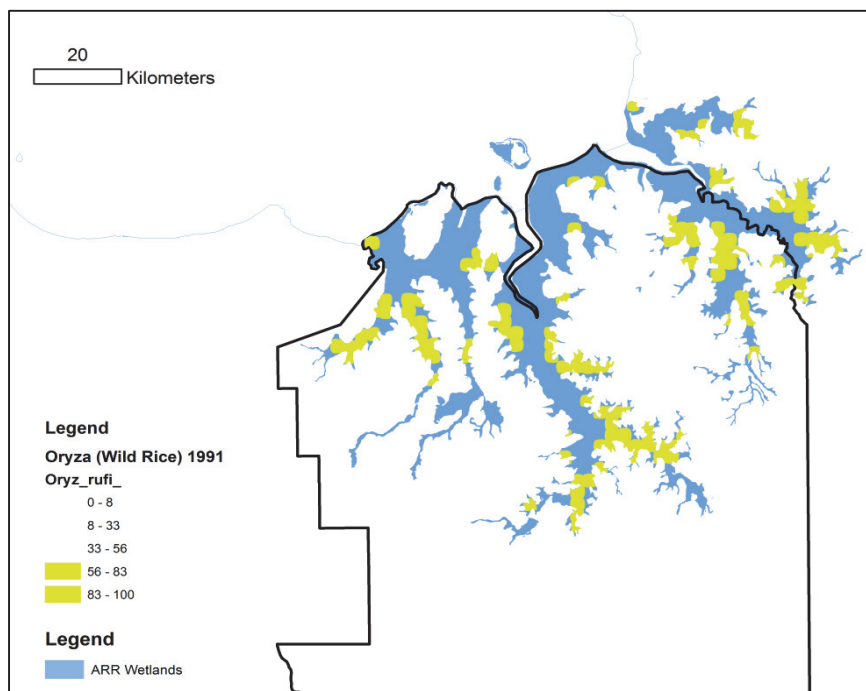 20
Kilometers
Legend
Oryza (Wild Rice) 1991
Oryz_rufi_
0 - 8
8 - 33
33 - 56
56 - 83
83 - 100
Legend
ARR Wetlands